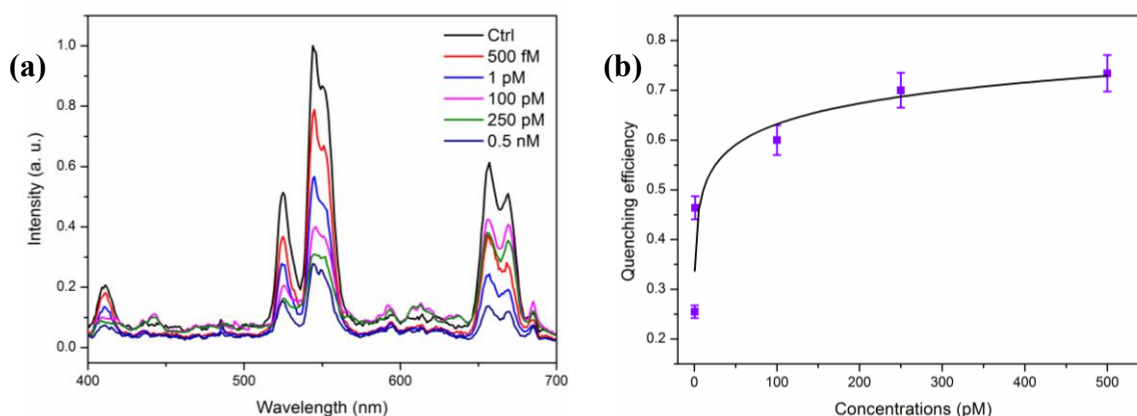 (a)
Intensity (a. u.)
1.0
0.8
0.6
0.4
0.2
0.0
Ctrl
500 fM
1 pM
100 pM
250 pM
0.5 nM
400 500 600 700
Wavelength (nm)
(b)
Quenching efficiency
0.8
0.7
0.6
0.5
0.4
0.3
0.2
0 100 200 300 400 500
Concentrations (pM)